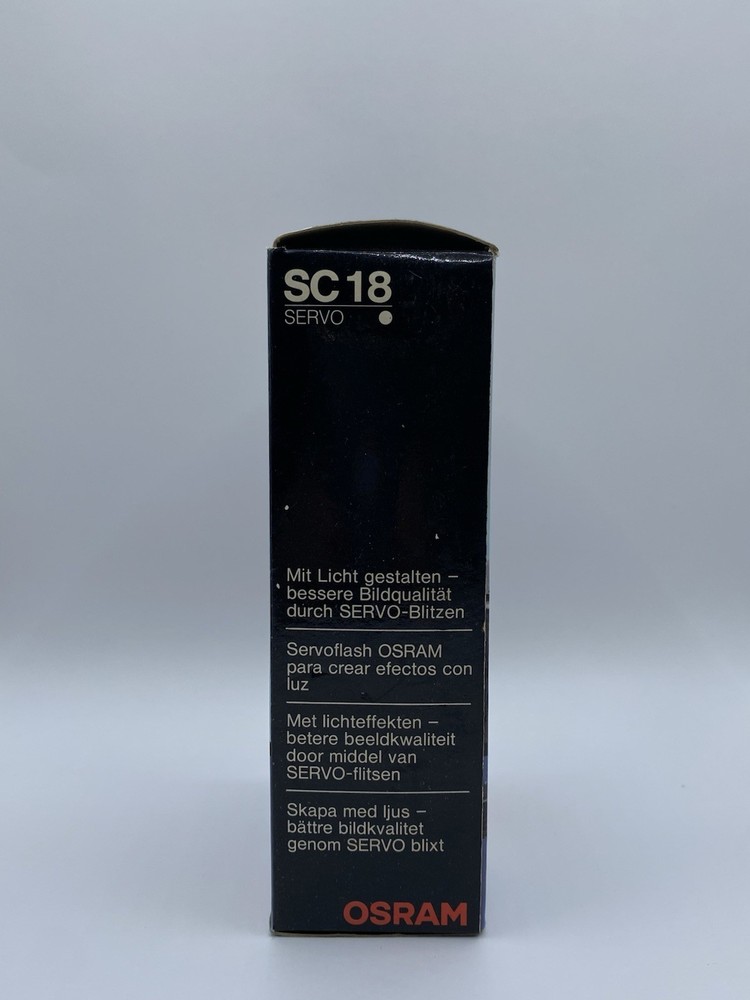 SC 18
SERVO
Mit Licht gestalten –
bessere Bildqualität
durch SERVO-Blitzen
Servoflash OSRAM
para crear efectos con
luz
Met lichteffekten –
betere beeldkwaliteit
door middel van
SERVO-flitsen
Skapa med ljus –
bättre bildkvalitet
genom SERVO blixt
OSRAM